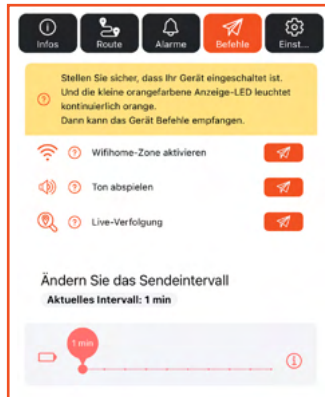 Infos
Route
Alarme
Befehle
Einst...
Stellen Sie sicher, dass Ihr Gerät eingeschaltet ist.
Und die kleine orangefarbene Anzeige-LED leuchtet
kontinuierlich orange.
Dann kann das Gerät Befehle empfangen.
Wifihome-Zone aktivieren
Ton abspielen
Live-Verfolgung
Ändern Sie das Sendeintervall
Aktuelles Intervall: 1 min
1 min